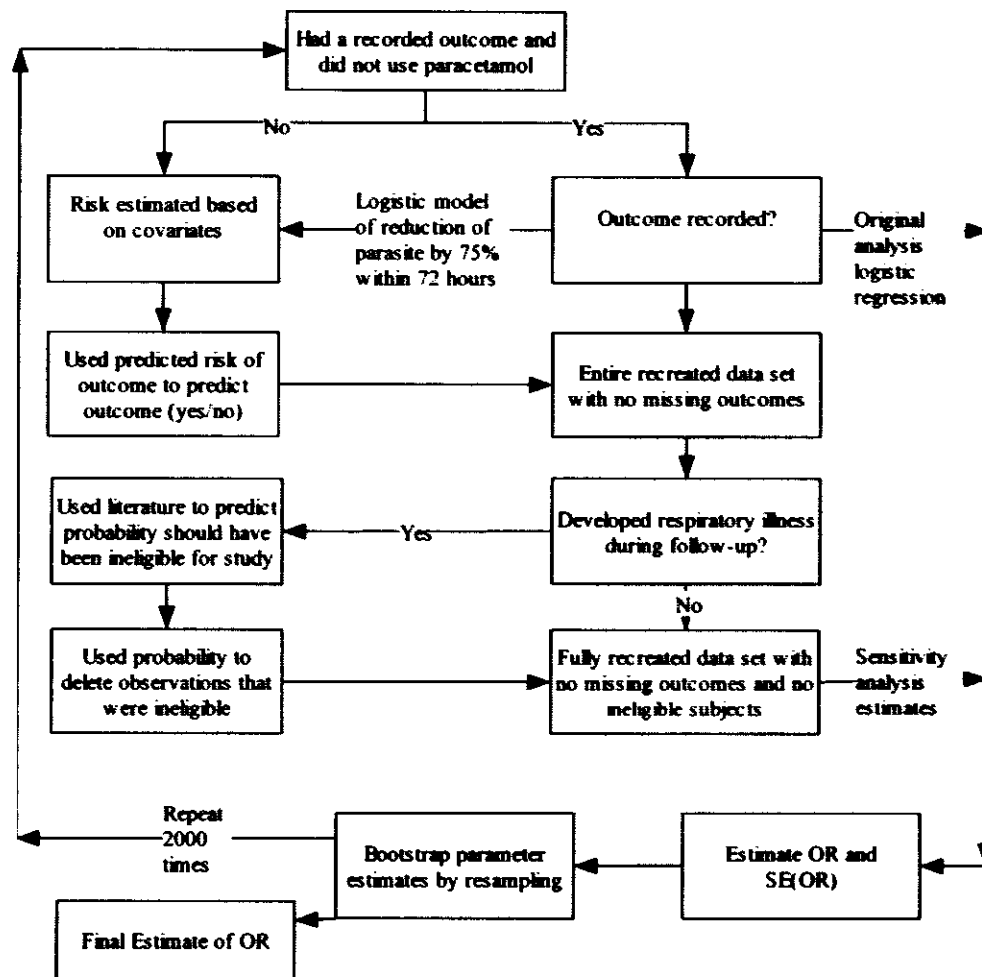 Had a recorded outcome and
did not use paracetamol
No
Yes
Risk estimated based
on covariates
Logistic model
of reduction of
parasite by 75%
within 72 hours
Outcome recorded?
Original
analysis
logistic
regression
Used predicted risk of
outcome to predict
outcome (yes/no)
Entire recreated data set
with no missing outcomes
Used literature to predict
probability should have
been ineligible for study
Yes
Developed respiratory illness
during follow-up?
No
Used probability to
delete observations that
were ineligible
Fully recreated data set with
no missing outcomes and no
ineligible subjects
Sensitivity
analysis
estimates
Repeat
2000
times
Bootstrap parameter
estimates by resampling
Estimate OR and
SE(OR)
Final Estimate of OR